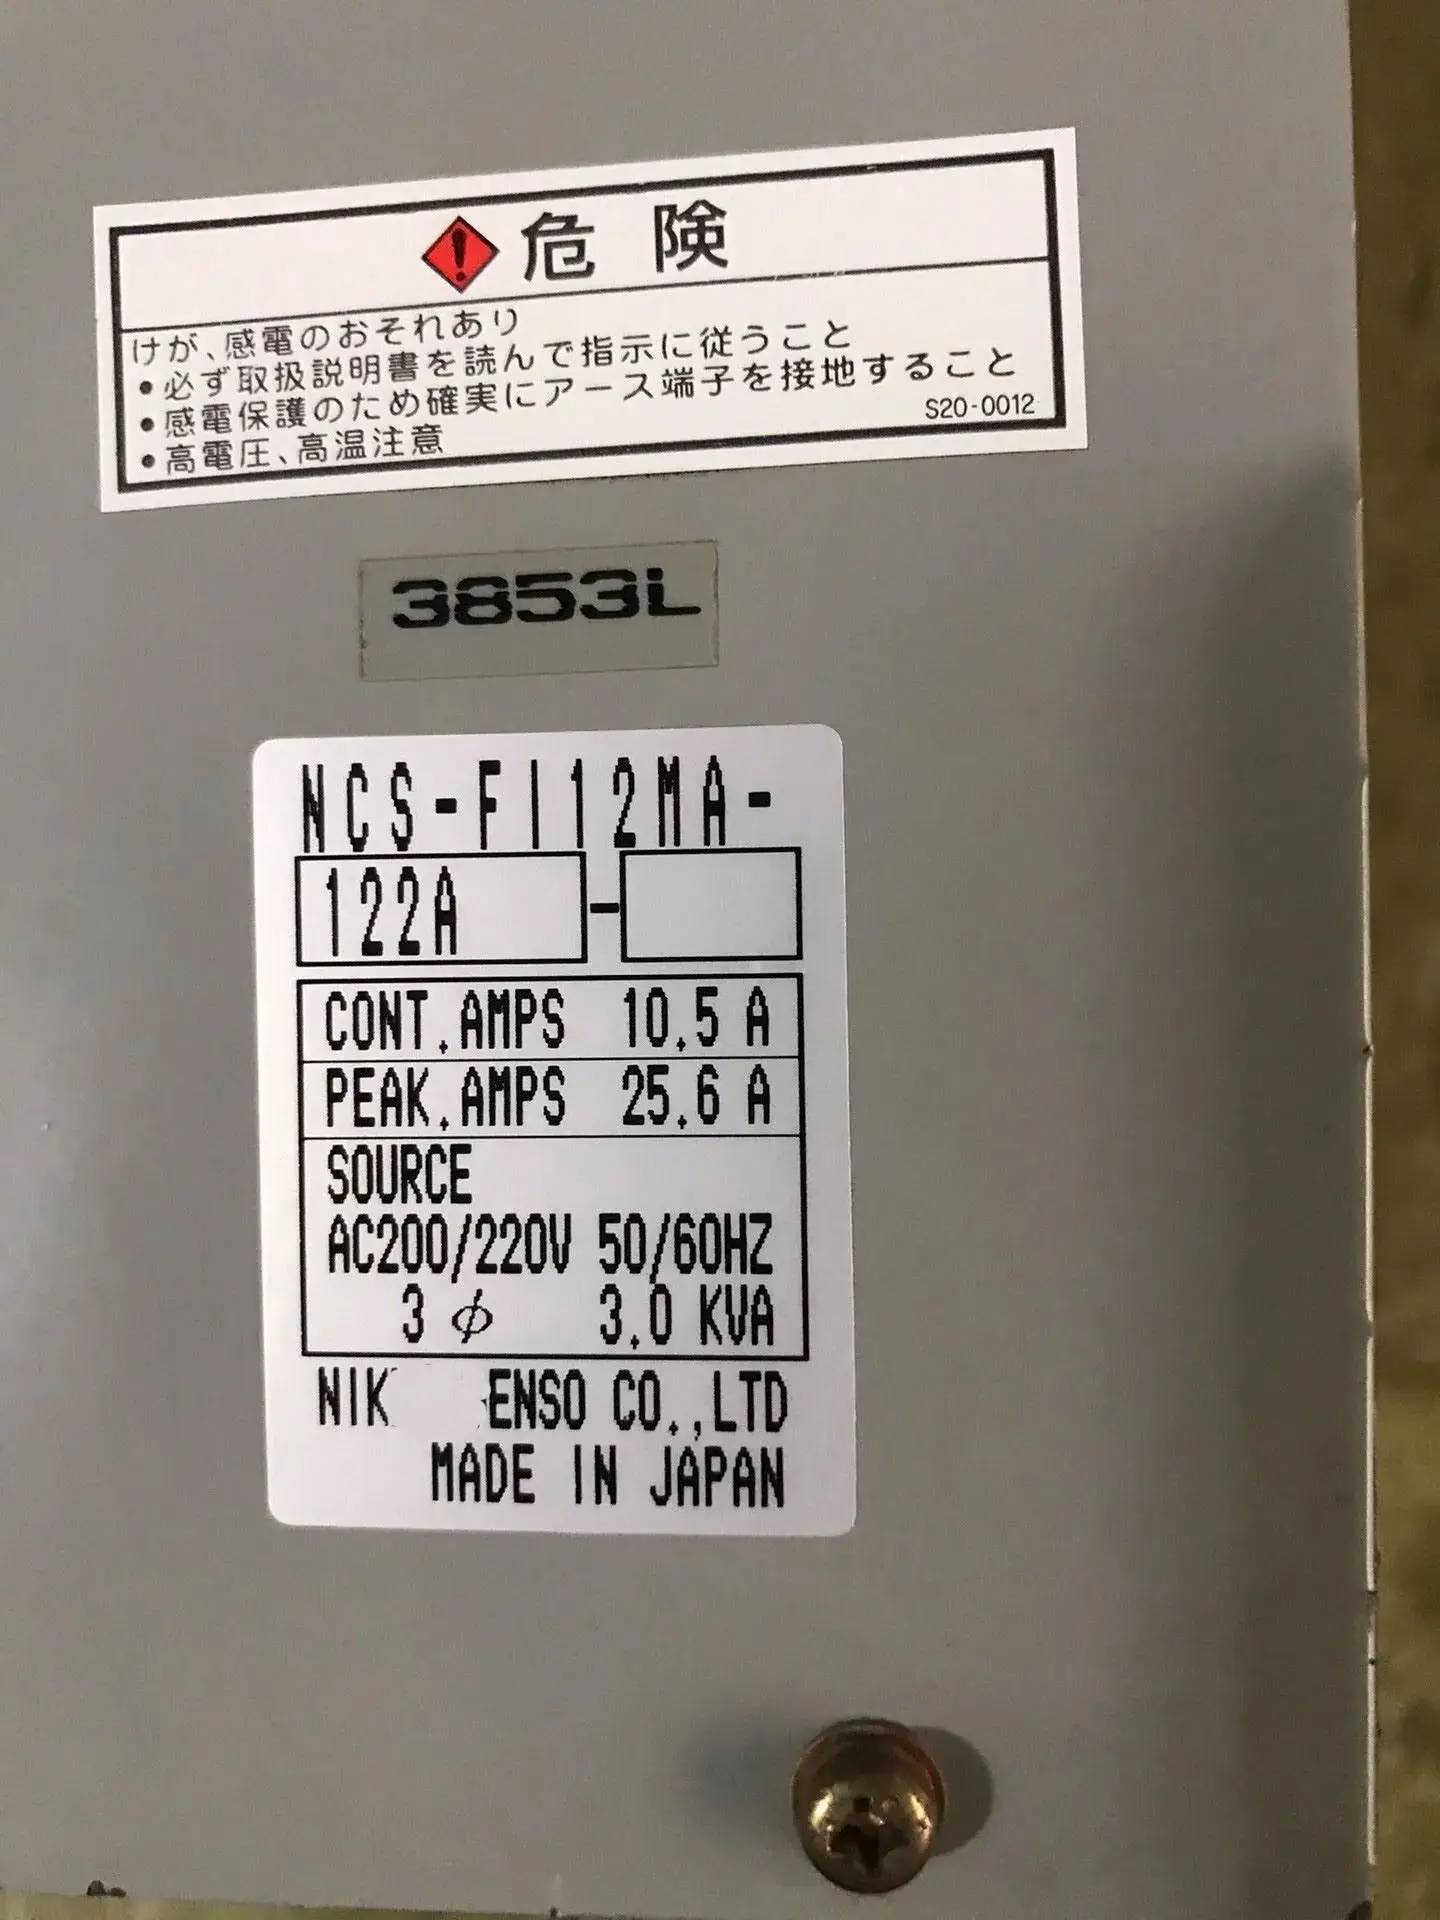 危険
けが、感電のおそれあり
•必ず取扱説明書を読んで指示に従うこと
•感電保護のため確実にアース端子を接地すること
•高電圧、高温注意
S20-0012
3853L
NCS-FI12MA-
122A -
CONT.AMPS 10.5 A
PEAK.AMPS 25.6 A
SOURCE
AC200/220V 50/60HZ
3 φ 3.0 KVA
NIK ENSO CO.,LTD
MADE IN JAPAN